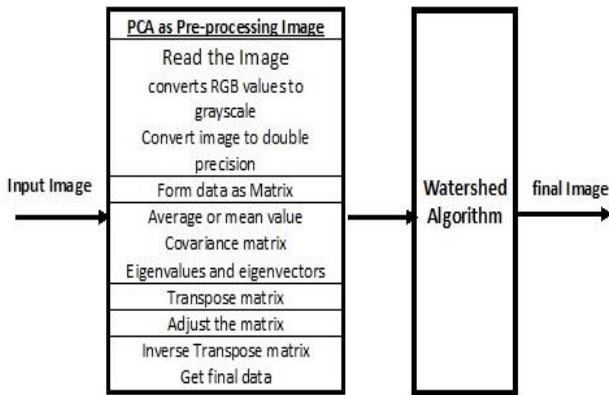 PCA as Pre-processing Image
Read the Image
converts RGB values to
grayscale
Convert image to double
precision
Form data as Matrix
Average or mean value
Covariance matrix
Eigenvalues and eigenvectors
Transpose matrix
Adjust the matrix
Inverse Transpose matrix
Get final data
Input Image
Watershed
Algorithm
final Image